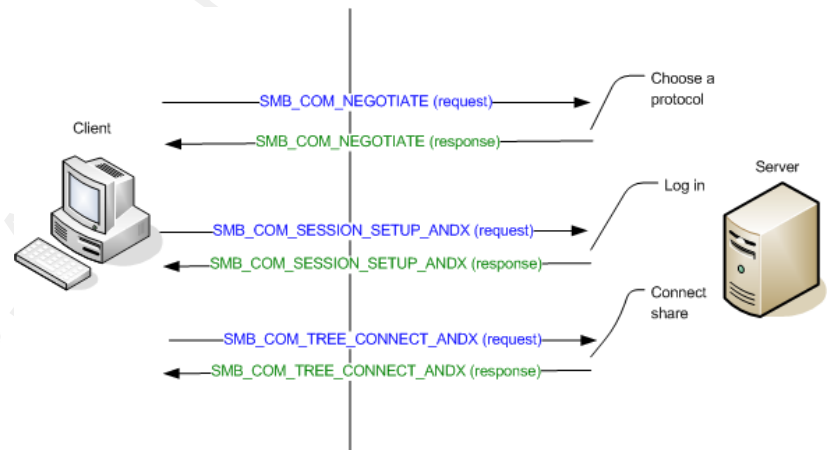 Choose a
protocol
SMB_COM_NEGOTIATE (request)
Client
SMB_COM_NEGOTIATE (response)
Server
Log in
SMB_COM_SESSION_SETUP_ANDX (request)
SMB_COM_SESSION_SETUP_ANDX (response)
Connect
share
SMB_COM_TREE_CONNECT_ANDX (request)
SMB_COM_TREE_CONNECT_ANDX (response)